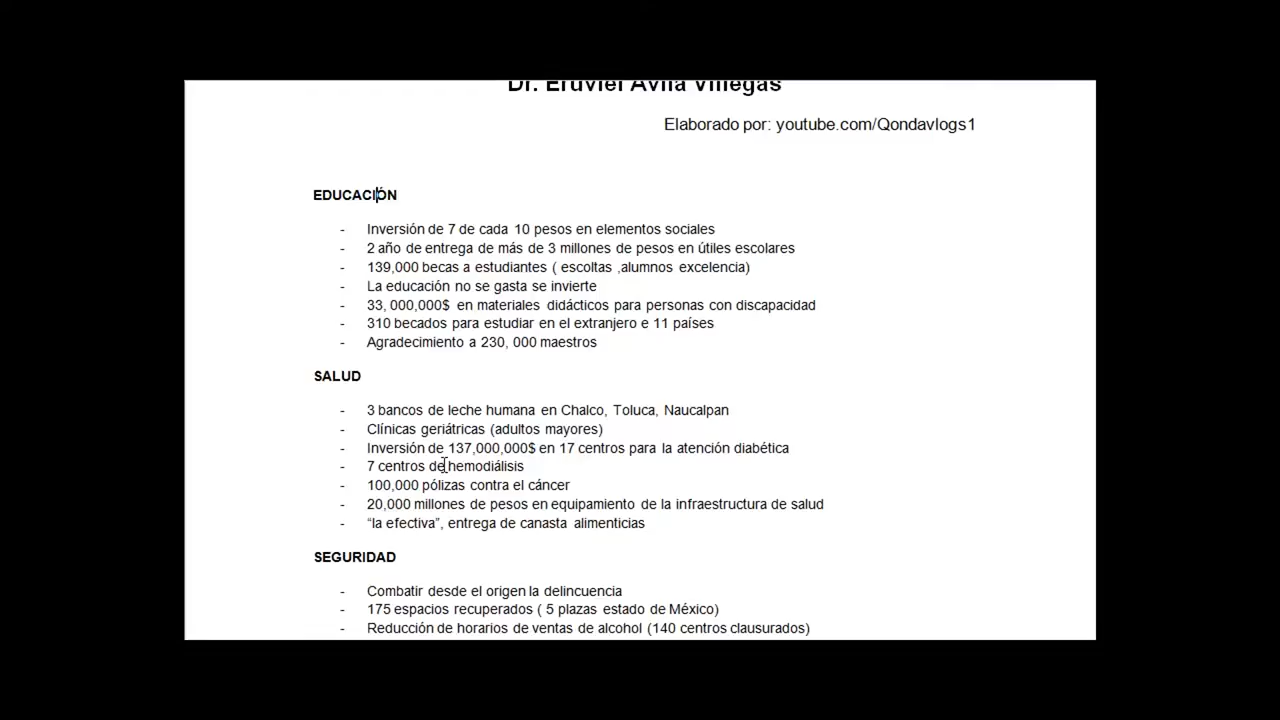 Dr. Eruviel Ávila Villegas
Elaborado por: youtube.com/Qondavlogs1
EDUCACIÓN
- Inversión de 7 de cada 10 pesos en elementos sociales
- 2 año de entrega de más de 3 millones de pesos en útiles escolares
- 139,000 becas a estudiantes ( escoltas ,alumnos excelencia)
- La educación no se gasta se invierte
- 33, 000,000$ en materiales didácticos para personas con discapacidad
- 310 becados para estudiar en el extranjero e 11 países
- Agradecimiento a 230, 000 maestros
SALUD
- 3 bancos de leche humana en Chalco, Toluca, Naucalpan
- Clínicas geriátricas (adultos mayores)
- Inversión de 137,000,000$ en 17 centros para la atención diabética
- 7 centros de hemodiálisis
- 100,000 pólizas contra el cáncer
- 20,000 millones de pesos en equipamiento de la infraestructura de salud
- “la efectiva”, entrega de canasta alimenticias
SEGURIDAD
- Combatir desde el origen la delincuencia
- 175 espacios recuperados ( 5 plazas estado de México)
- Reducción de horarios de ventas de alcohol (140 centros clausurados)